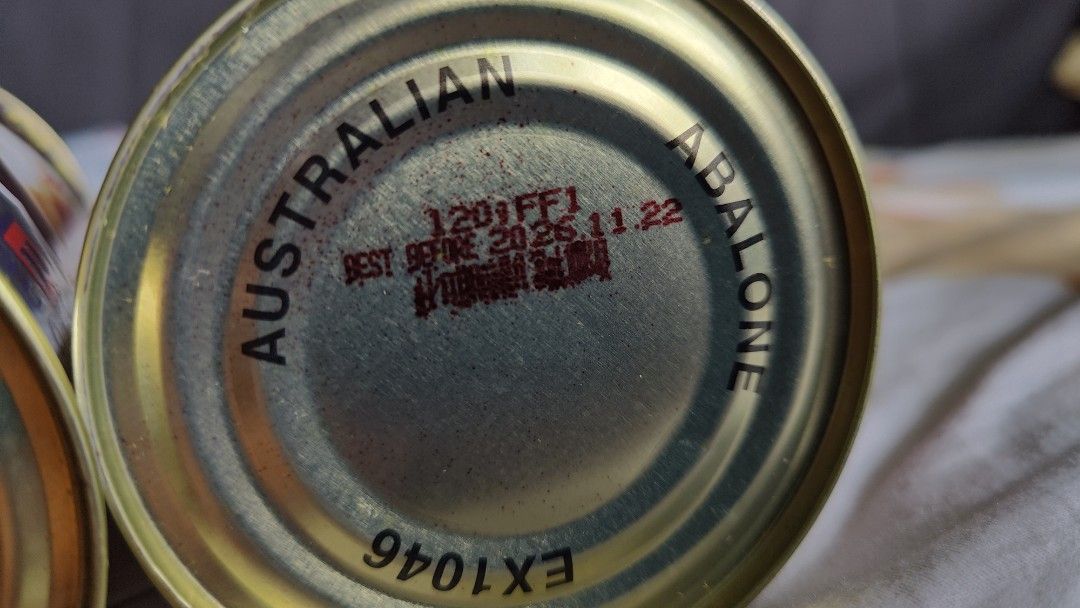 AUSTRALIAN ABALONE
1201FF1
BEST BEFORE 2026.11.22
EX1046